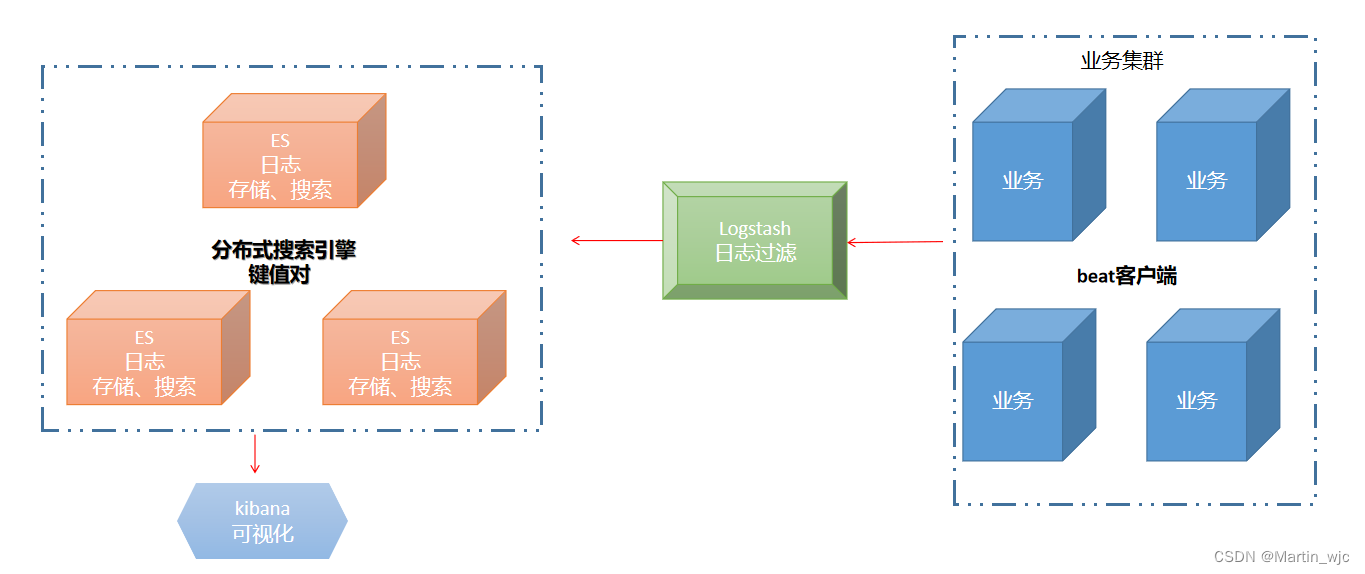 ES
日志
存储、搜索
分布式搜索引擎
键值对
ES
日志
存储、搜索
ES
日志
存储、搜索
kibana
可视化
Logstash
日志过滤
业务集群
业务
业务
beat客户端
业务
业务
CSDN @Martin_wjc